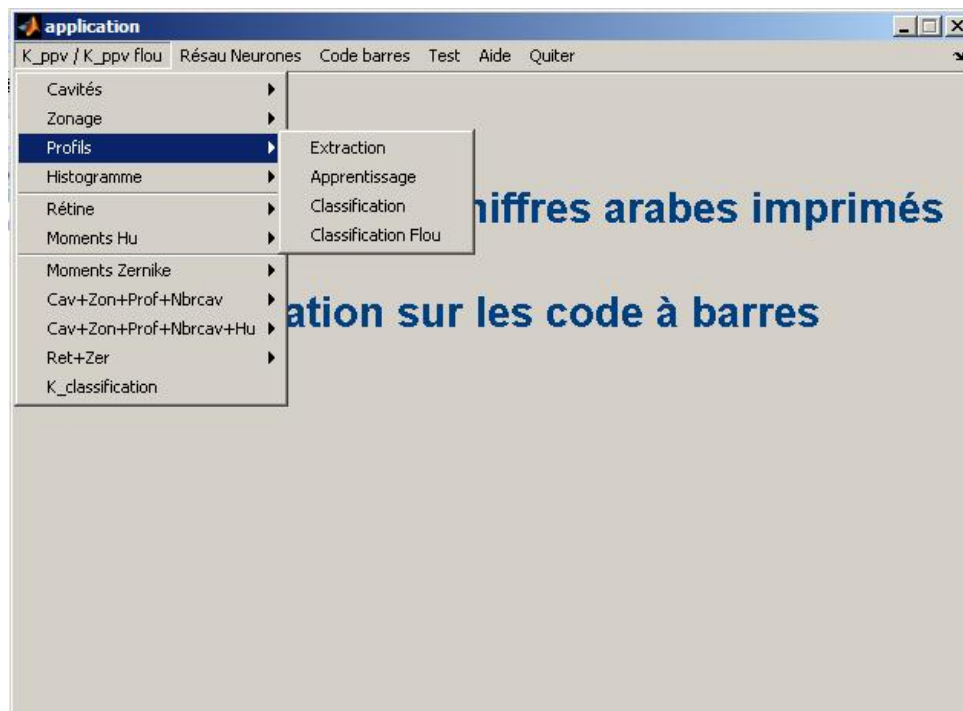 application
K_ppv / K_ppv flou Résau Neurones Code barres Test Aide Quiter
Cavités
Zonage
Profils
Histogramme
Rétine
Moments Hu
Moments Zernike
Cav+Zon+Prof+Nbrcav
Cav+Zon+Prof+Nbrcav+Hu
Ret+Zer
K_classification
Extraction
Apprentissage
Classification
Classification Flou
arabes imprimés
sur les code à barres